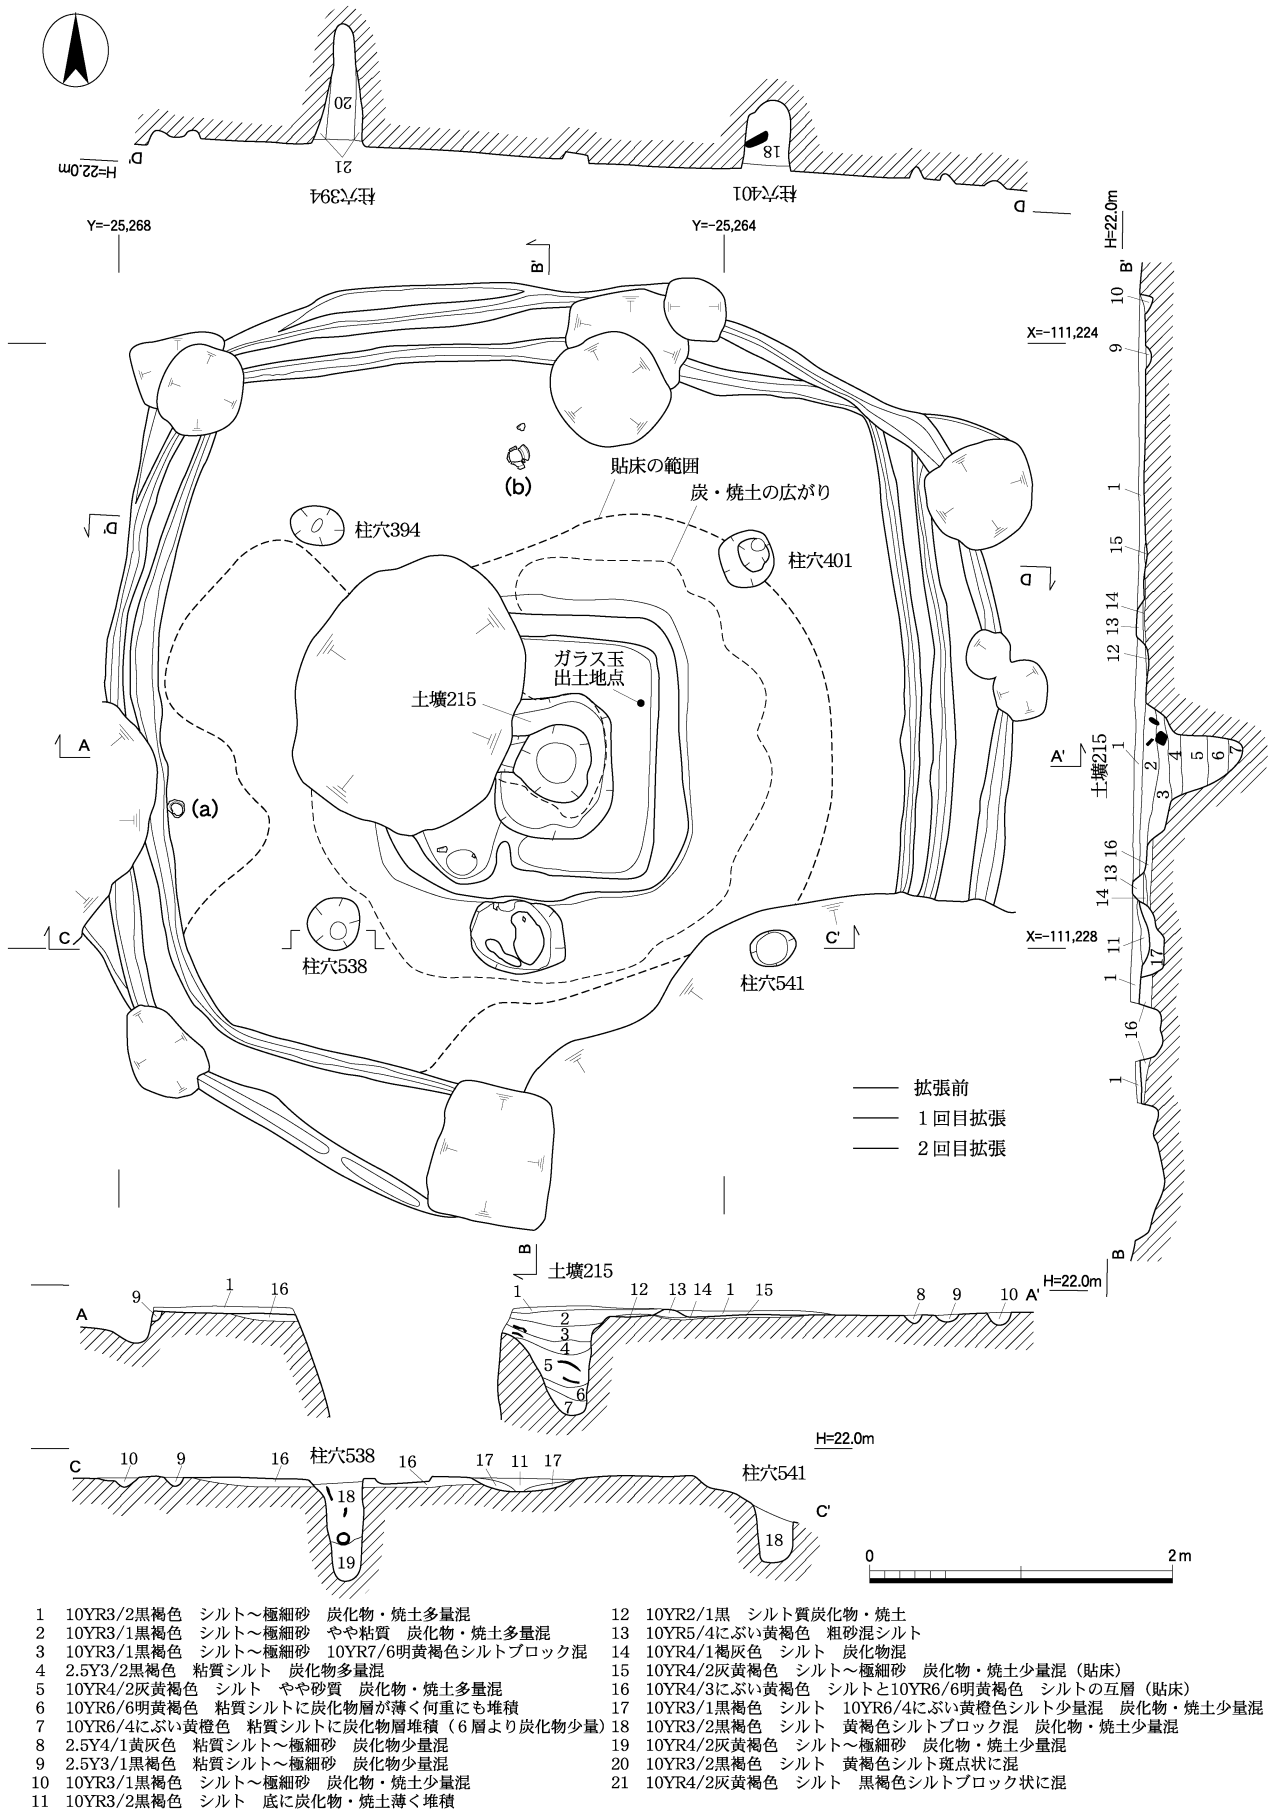 20
21
柱穴394
18
柱穴401
H=22.0m
D'
D
Y=-25,268
Y=-25,264
H=22.0m
B'
B'
10
X=-111,224
9
貼床の範囲
(b)
炭・焼土の広がり
1
D'
柱穴394
柱穴401
15
D
14
13
12
ガラス玉
出土地点
土壙215
A
A'
土壙215
1
2
3
4
5
6
7
(a)
16
13
14
C
柱穴538
C'
柱穴541
X=-111,228
11
17
1
16
拡張前
1回目拡張
2回目拡張
1
B
B
土壙215
H=22.0m
A
9
1
16
1
2
3
4
5
6
7
12
13
14
1
15
8
9
10
A'
C
10
9
16
柱穴538
18
19
16
17
11
17
H=22.0m
柱穴541
18
C'
0
2m
1 10YR3/2黒褐色 シルト〜極細砂 炭化物・焼土多量混
2 10YR3/1黒褐色 シルト〜極細砂 やや粘質 炭化物・焼土多量混
3 10YR3/1黒褐色 シルト〜極細砂 10YR7/6明黄褐色シルトブロック混
4 2.5Y3/2黒褐色 粘質シルト 炭化物多量混
5 10YR4/2灰黄褐色 シルト やや砂質 炭化物・焼土多量混
6 10YR6/6明黄褐色 粘質シルトに炭化物層が薄く何重にも堆積
7 10YR6/4にぶい黄橙色 粘質シルトに炭化物層堆積(6層より炭化物少量)
8 2.5Y4/1黄灰色 粘質シルト〜極細砂 炭化物少量混
9 2.5Y3/1黒褐色 粘質シルト〜極細砂 炭化物少量混
10 10YR3/1黒褐色 シルト〜極細砂 炭化物・焼土少量混
11 10YR3/2黒褐色 シルト 底に炭化物・焼土薄く堆積
12 10YR2/1黒 シルト質炭化物・焼土
13 10YR5/4にぶい黄褐色 粗砂混シルト
14 10YR4/1褐灰色 シルト 炭化物混
15 10YR4/2灰黄褐色 シルト〜極細砂 炭化物・焼土少量混(貼床)
16 10YR4/3にぶい黄褐色 シルトと10YR6/6明黄褐色 シルトの互層(貼床)
17 10YR3/1黒褐色 シルト 10YR6/4にぶい黄橙色シルト少量混 炭化物・焼土少量混
18 10YR3/2黒褐色 シルト 黄褐色シルトブロック混 炭化物・焼土少量混
19 10YR4/2灰黄褐色 シルト〜極細砂 炭化物・焼土少量混
20 10YR3/2黒褐色 シルト 黄褐色シルト斑点状に混
21 10YR4/2灰黄褐色 シルト 黒褐色シルトブロック状に混